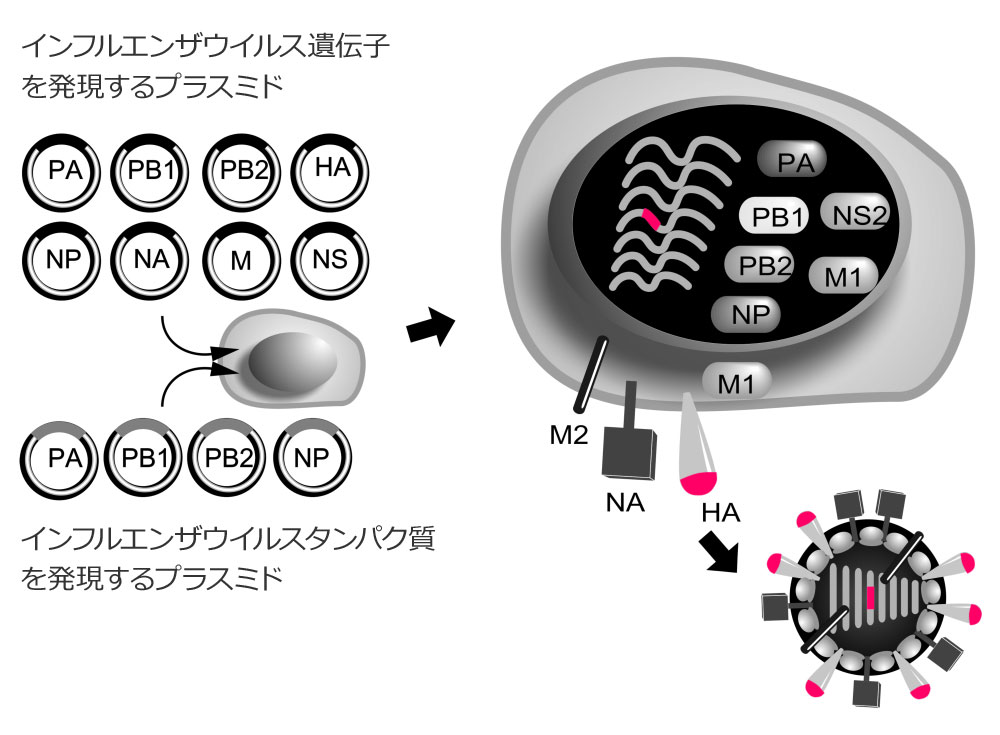 インフルエンザウイルス遺伝子
を発現するプラスミド
PA PB1 PB2 HA
NP NA M NS
PA PB1 PB2 NP
インフルエンザウイルスタンパク質
を発現するプラスミド
PA
PB1 NS2
PB2 M1
NP
M1
M2
NA
HA